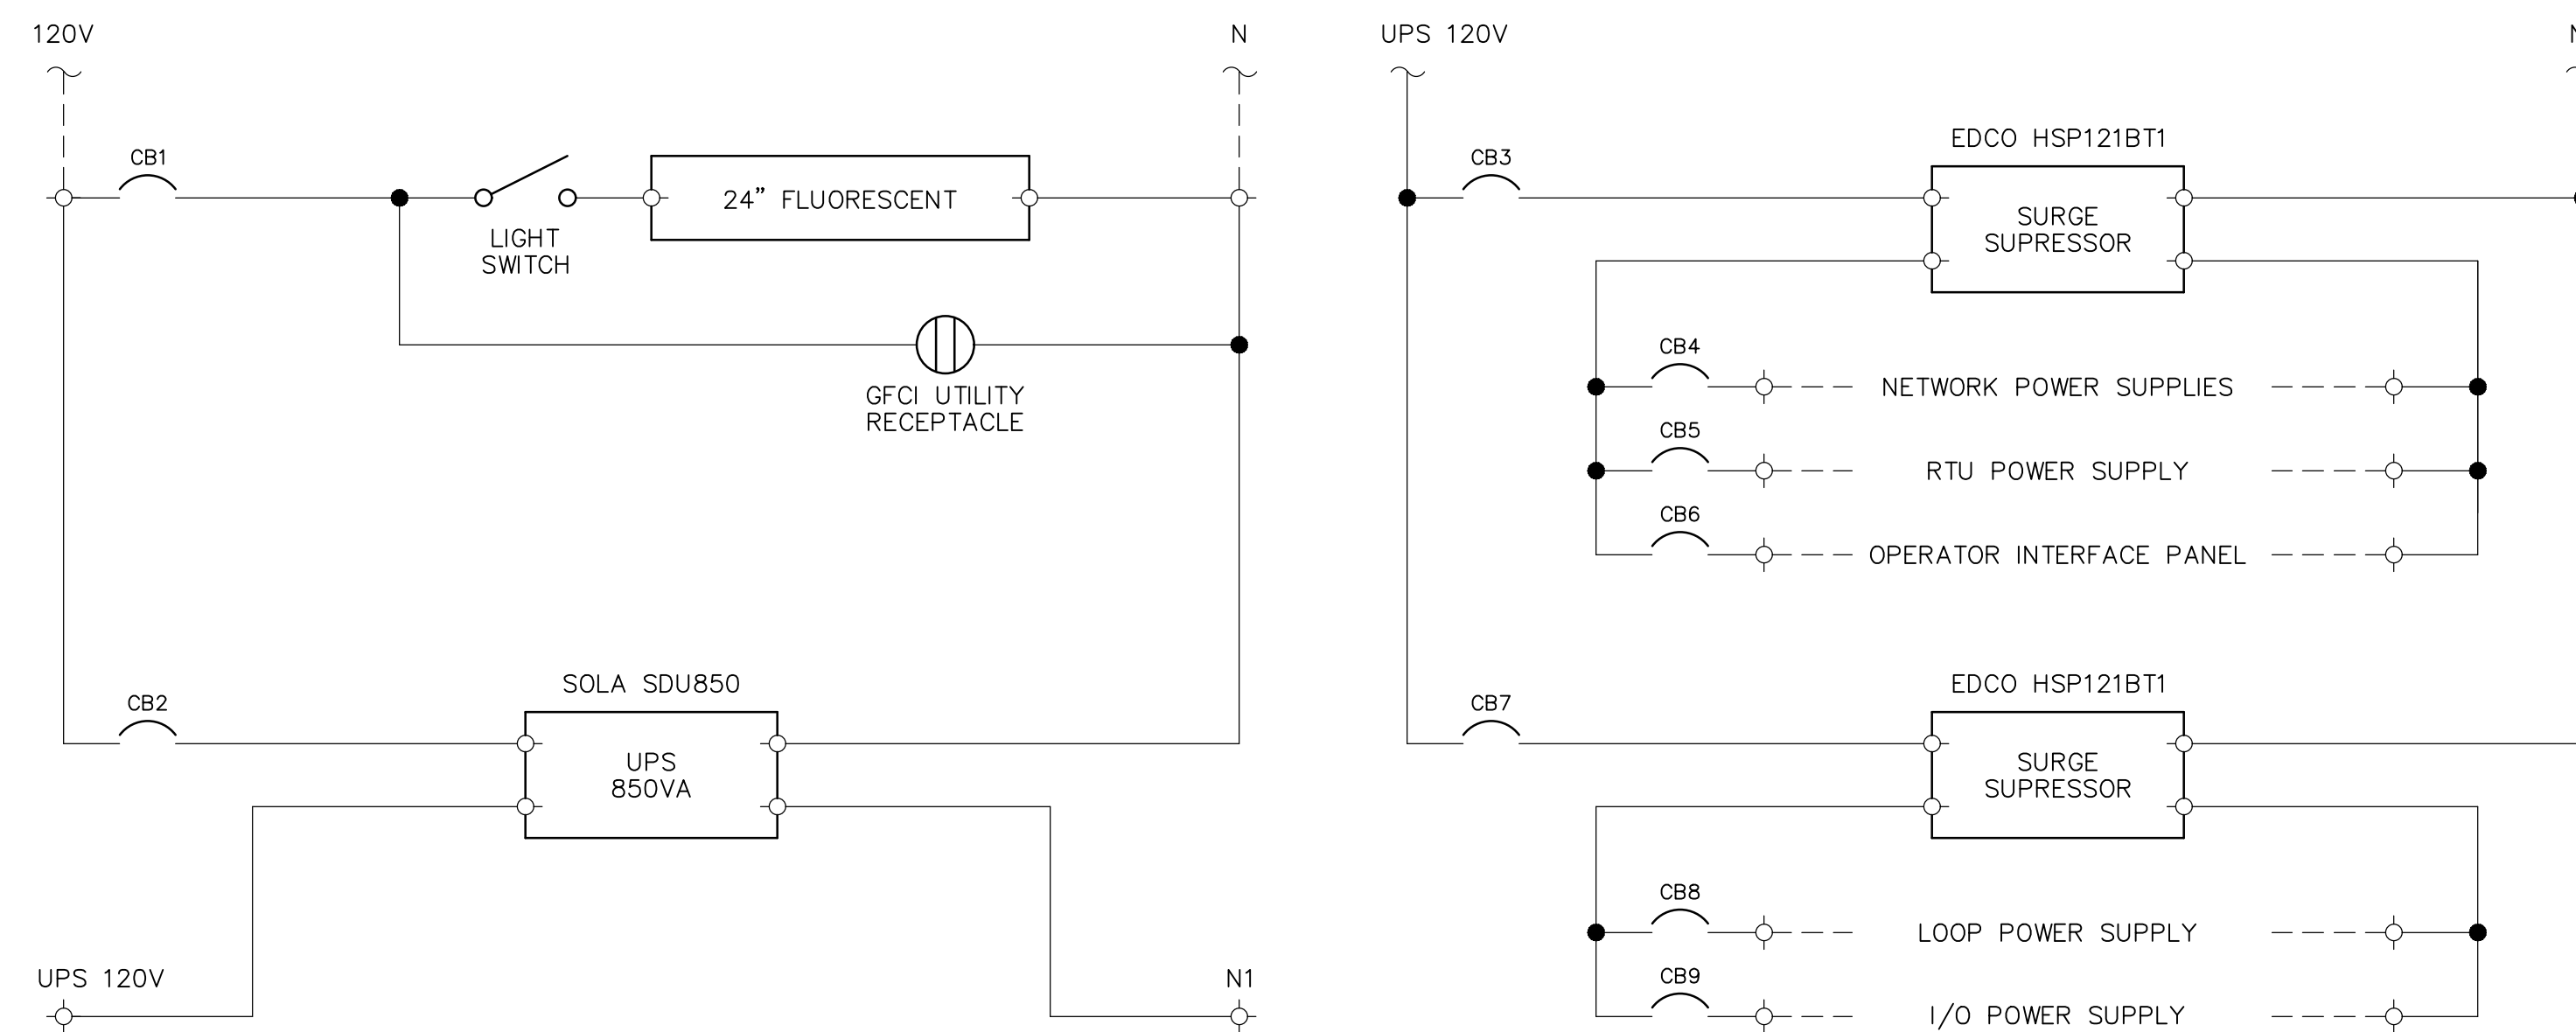 120V
N
CB1
24” FLUORESCENT
LIGHT
SWITCH
GFCI UTILITY
RECEPTACLE
SOLA SDU850
CB2
UPS
850VA
UPS 120V
N1
UPS 120V
EDCO HSP121BT1
CB3
SURGE
SUPRESSOR
CB4
NETWORK POWER SUPPLIES
CB5
RTU POWER SUPPLY
CB6
OPERATOR INTERFACE PANEL
EDCO HSP121BT1
CB7
SURGE
SUPRESSOR
CB8
LOOP POWER SUPPLY
CB9
I/O POWER SUPPLY